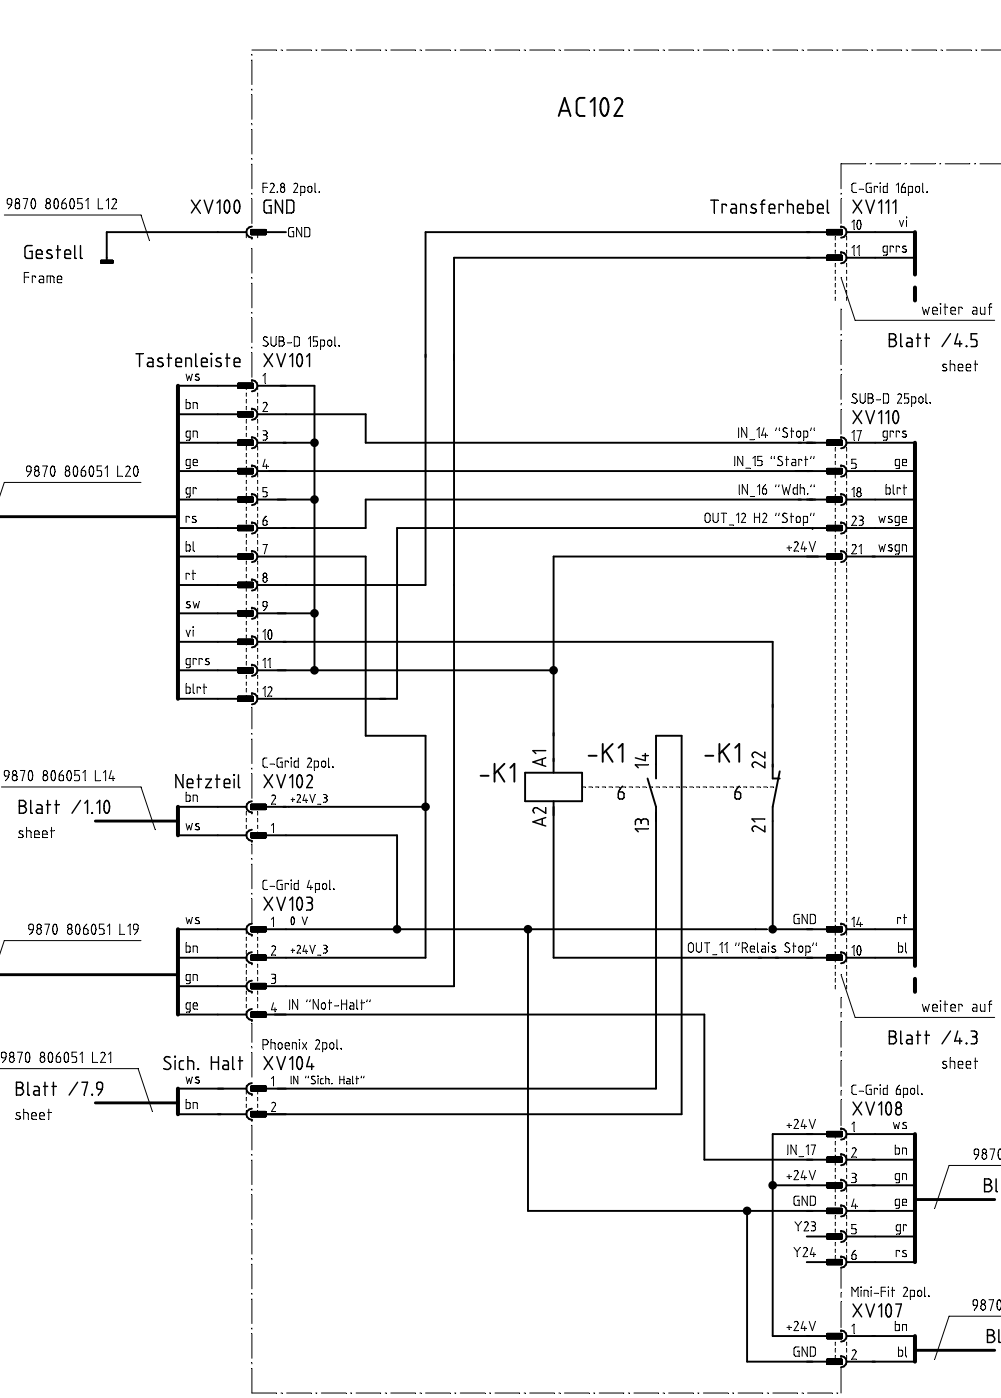 AC102
F2.8 2pol.
XV100 GND
GND
9870 806051 L12
Gestell
Frame
C-Grid 16pol.
Transferhebel XV111
10 vi
11 grrs
weiter auf
Blatt /4.5
sheet
SUB-D 15pol.
Tastenleiste XV101
ws 1
bn 2
gn 3
ge 4
gr 5
rs 6
bl 7
rt 8
sw 9
vi 10
grrs 11
blrt 12
9870 806051 L20
SUB-D 25pol.
XV110
IN_14 "Stop" 17 grrs
IN_15 "Start" 5 ge
IN_16 "Wdh." 18 blrt
OUT_12 H2 "Stop" 23 wsge
+24V 21 wsgn
-K1 A1 A2
-K1 14 13 6
-K1 22 21 6
C-Grid 2pol.
Netzteil XV102
bn 2 +24V_3
ws 1
9870 806051 L14
Blatt /1.10
sheet
C-Grid 4pol.
XV103
ws 1 0 V
bn 2 +24V_3
gn 3
ge 4 IN "Not-Halt"
9870 806051 L19
GND 14 rt
OUT_11 "Relais Stop" 10 bl
weiter auf
Blatt /4.3
sheet
Phoenix 2pol.
Sich. Halt XV104
ws 1 IN "Sich. Halt"
bn 2
9870 806051 L21
Blatt /7.9
sheet
C-Grid 6pol.
XV108
+24V 1 ws
IN_17 2 bn
+24V 3 gn
GND 4 ge
Y23 5 gr
Y24 6 rs
9870
Bl
Mini-Fit 2pol.
XV107
+24V 1 bn
GND 2 bl
9870
Bl